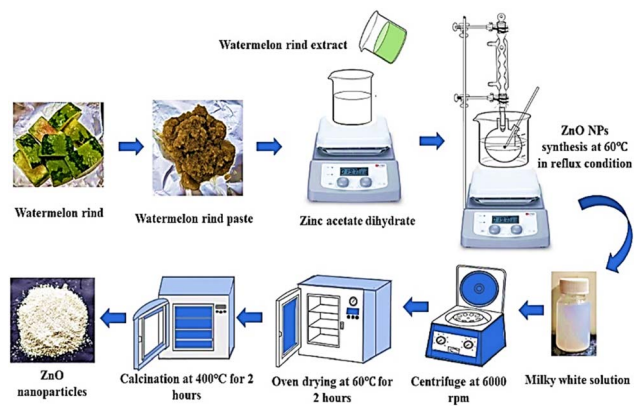 Watermelon rind extract
ZnO NPs
synthesis at 60℃
in reflux condition
Watermelon rind
Watermelon rind paste
Zinc acetate dihydrate
Milky white solution
Centrifuge at 6000
rpm
Oven drying at 60℃ for
2 hours
Calcination at 400℃ for 2
hours
ZnO
nanoparticles